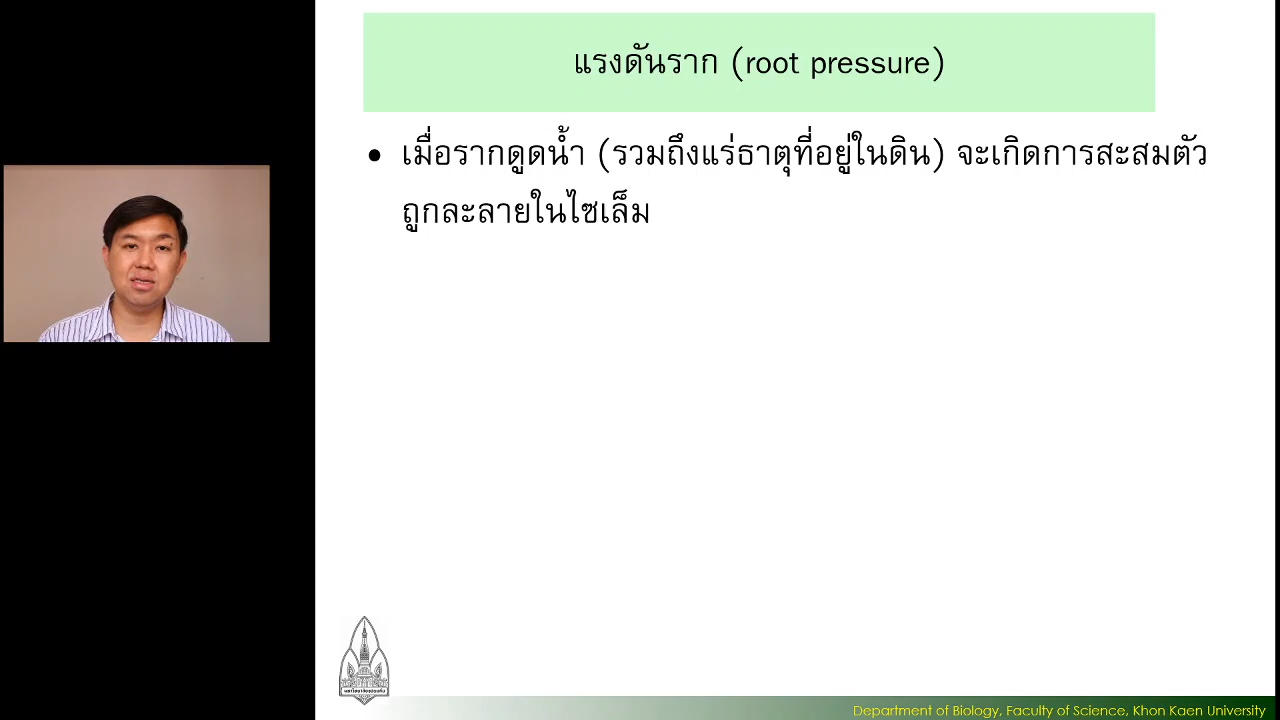 แรงดันราก (root pressure)
• เมื่อรากดูดน้ำ (รวมถึงแร่ธาตุที่อยู่ในดิน) จะเกิดการสะสมตัว
ถูกละลายในไซเล็ม
Department of Biology, Faculty of Science, Khon Kaen University